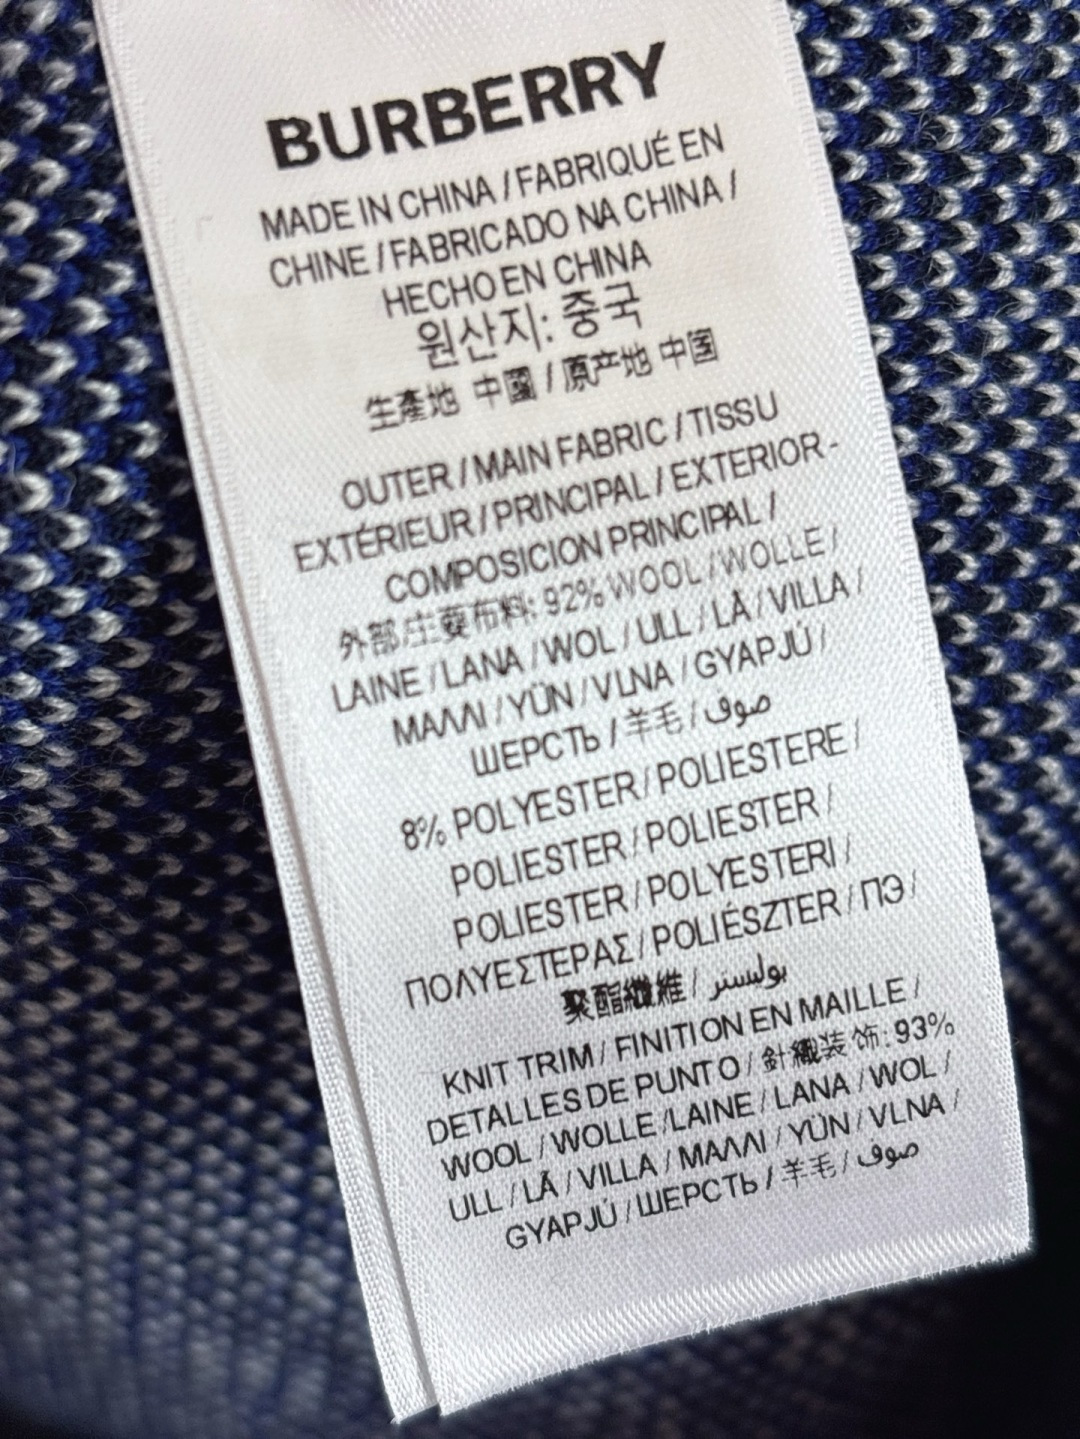 BURBERRY
MADE IN CHINA / FABRIQUÉ EN
CHINE / FABRICADO NA CHINA /
HECHO EN CHINA
원산지: 중국
生產地 中國 / 原产地 中国
OUTER / MAIN FABRIC / TISSU
EXTÉRIEUR / PRINCIPAL / EXTERIOR -
COMPOSICION PRINCIPAL /
外部/主要布料: 92% WOOL / WOLLE /
LAINE / LANA / WOL / ULL / LÃ / VILLA /
ΜΑΛΛΙ / YÜN / VLNA / GYAPJÚ /
ШЕРСТЬ / 羊毛 / صوف
8% POLYESTER / POLIESTERE /
POLIESTER / POLIESTER /
POLIESTER / POLYESTERI /
ΠΟΛΥΕΣΤΕΡΑΣ / POLIÉSZTER / ПЭ /
聚酯纖維 / بوليستر
KNIT TRIM / FINITION EN MAILLE /
DETALLES DE PUNTO / 針織装饰: 93%
WOOL / WOLLE / LAINE / LANA / WOL /
ULL / LÃ / VILLA / ΜΑΛΛΙ / YÜN / VLNA /
GYAPJÚ / ШЕРСТЬ / 羊毛 / صوف